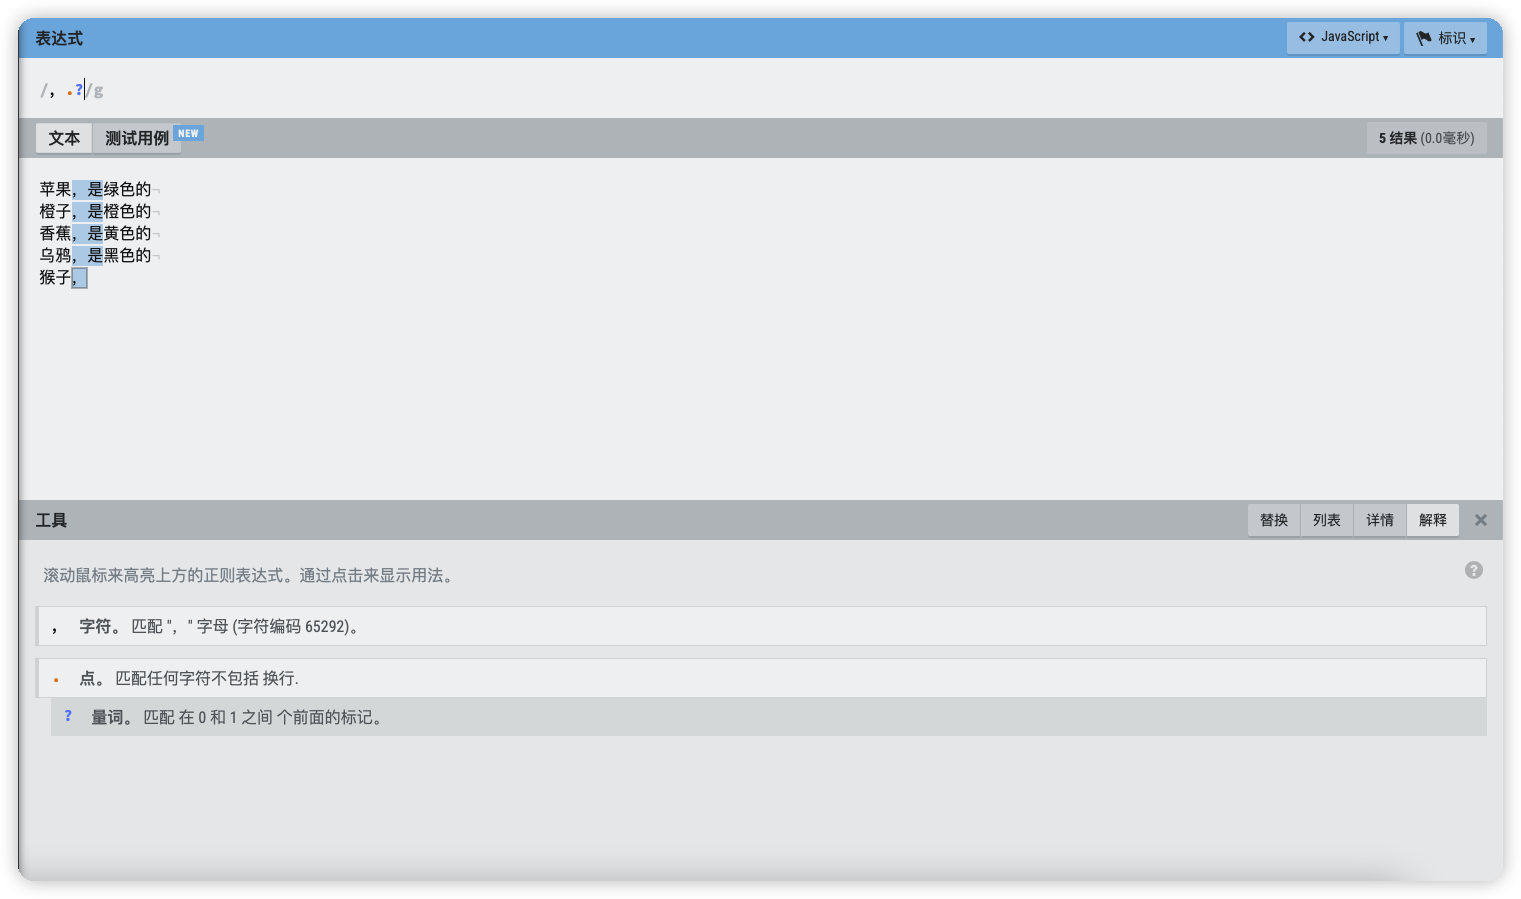 表达式
<> JavaScript ▾
标识 ▾
/，.?/g
文本
测试用例 NEW
5 结果 (0.0毫秒)
苹果，是绿色的¬
橙子，是橙色的¬
香蕉，是黄色的¬
乌鸦，是黑色的¬
猴子，
工具
替换 列表 详情 解释 ×
滚动鼠标来高亮上方的正则表达式。通过点击来显示用法。 ?
， 字符。 匹配 "，" 字母 (字符编码 65292)。
. 点。 匹配任何字符不包括 换行.
? 量词。 匹配 在 0 和 1 之间 个前面的标记。